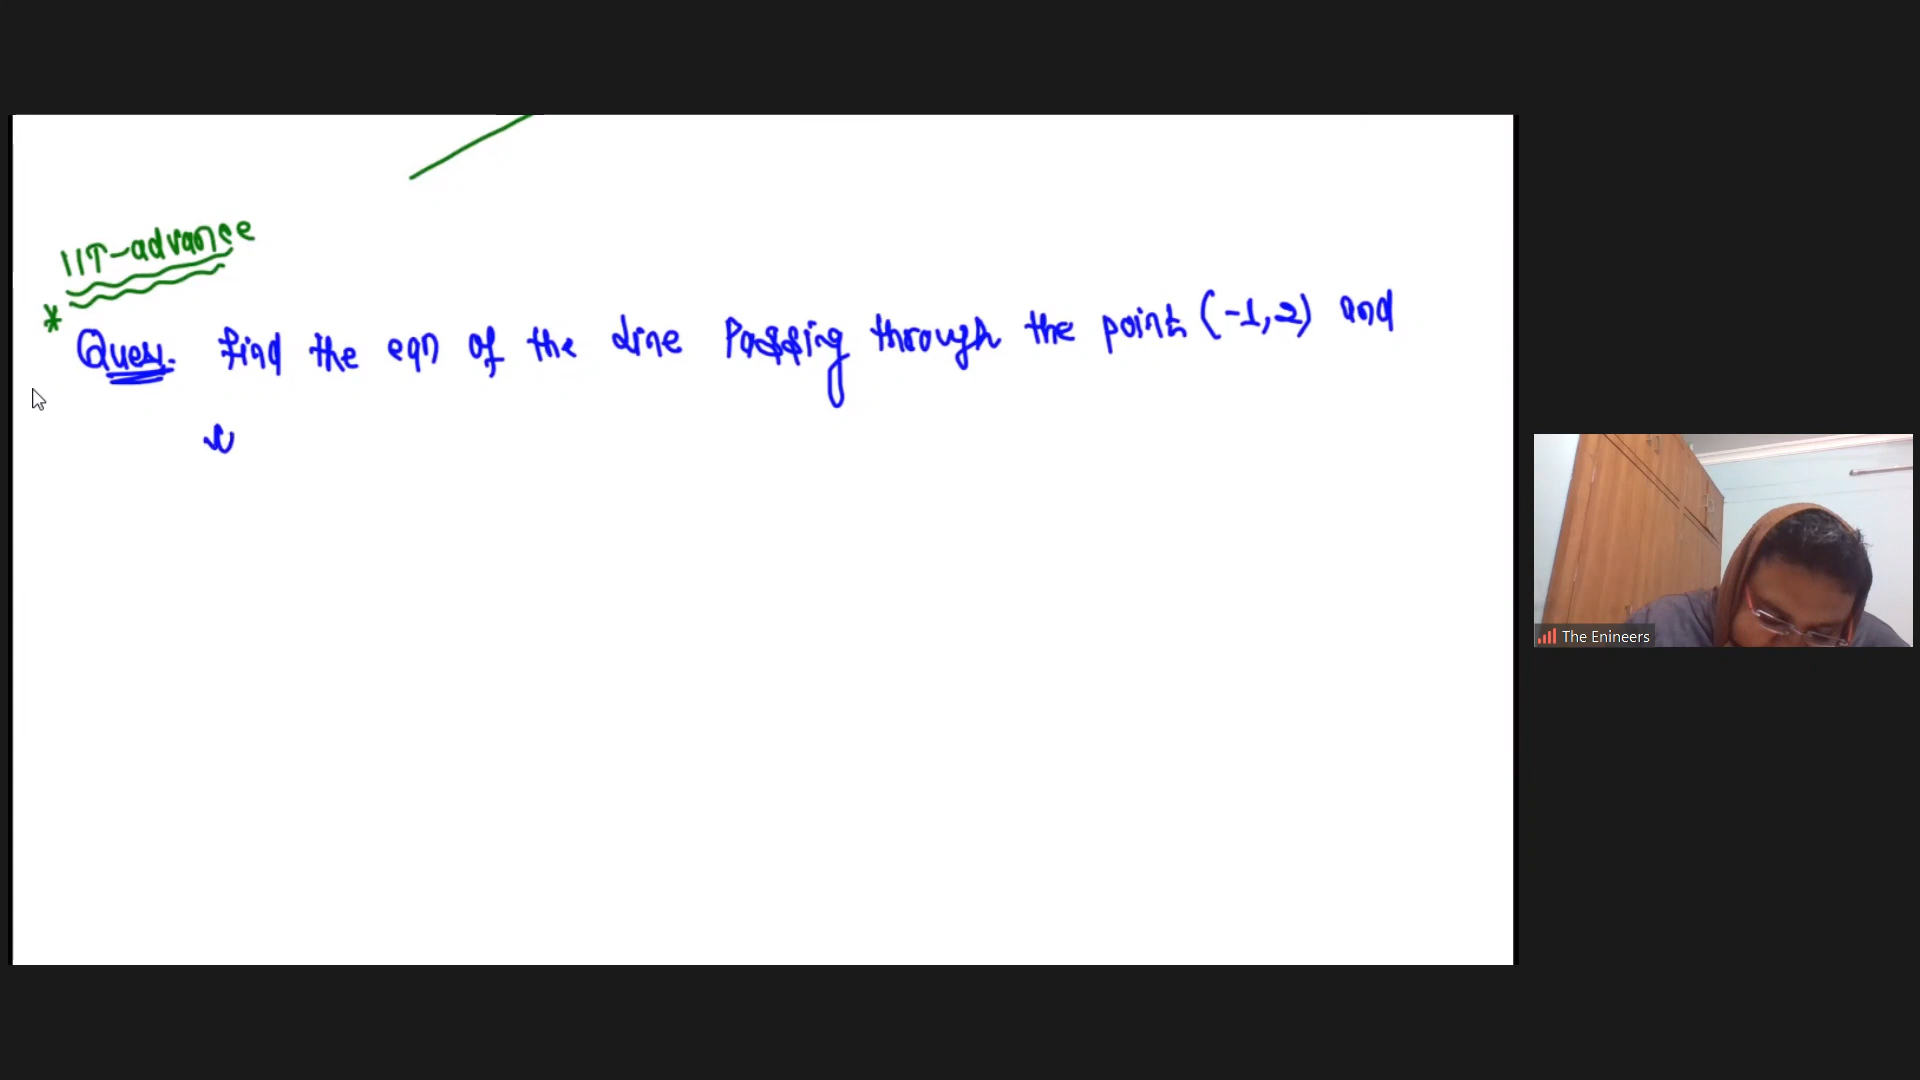 IIT-advance
* Ques. find the eqn of the line Passing through the point (-1,2) and
The Enineers